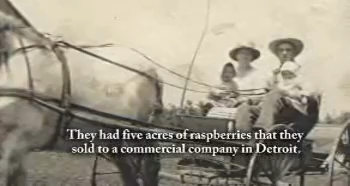 They had five acres of raspberries that they
sold to a commercial company in Detroit.